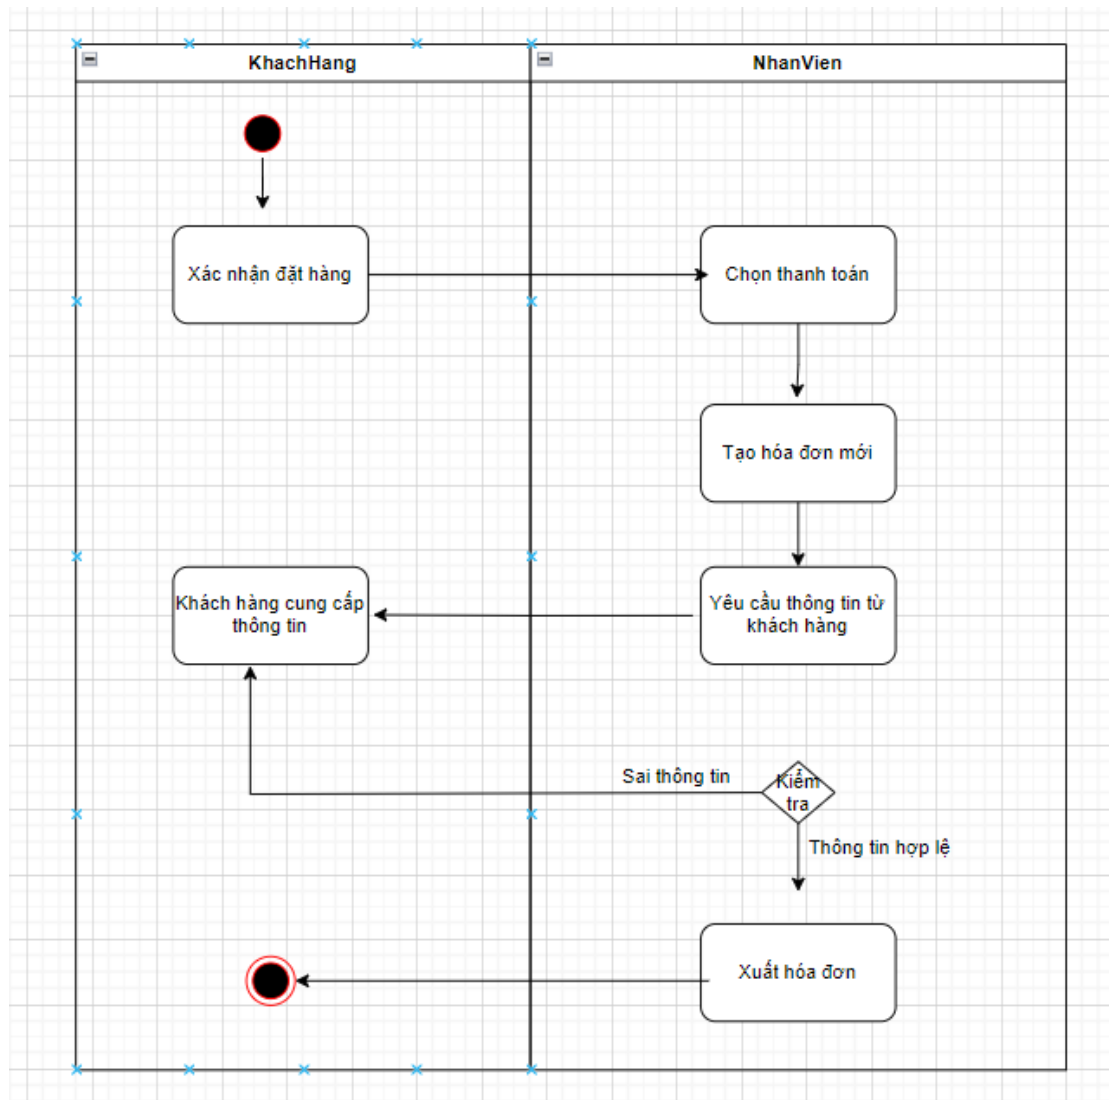 KhachHang
NhanVien
Xác nhận đặt hàng
Chọn thanh toán
Tạo hóa đơn mới
Khách hàng cung cấp
thông tin
Yêu cầu thông tin từ
khách hàng
Sai thông tin
Kiểm
tra
Thông tin hợp lệ
Xuất hóa đơn